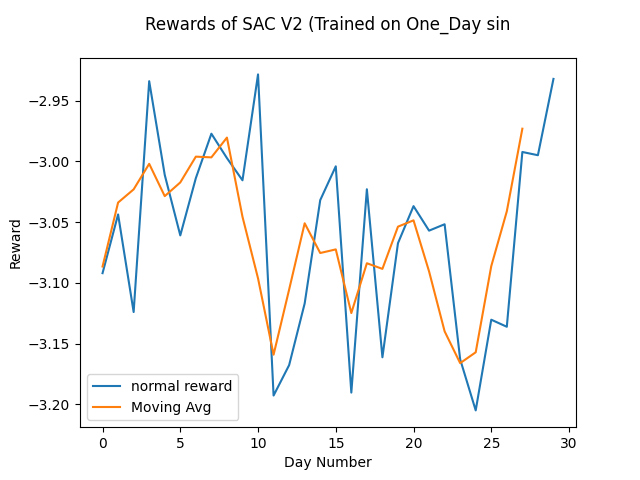 Rewards of SAC V2 (Trained on One_Day sin
−2.95
−3.00
−3.05
−3.10
−3.15
−3.20
Reward
normal reward
Moving Avg
0 5 10 15 20 25 30
Day Number